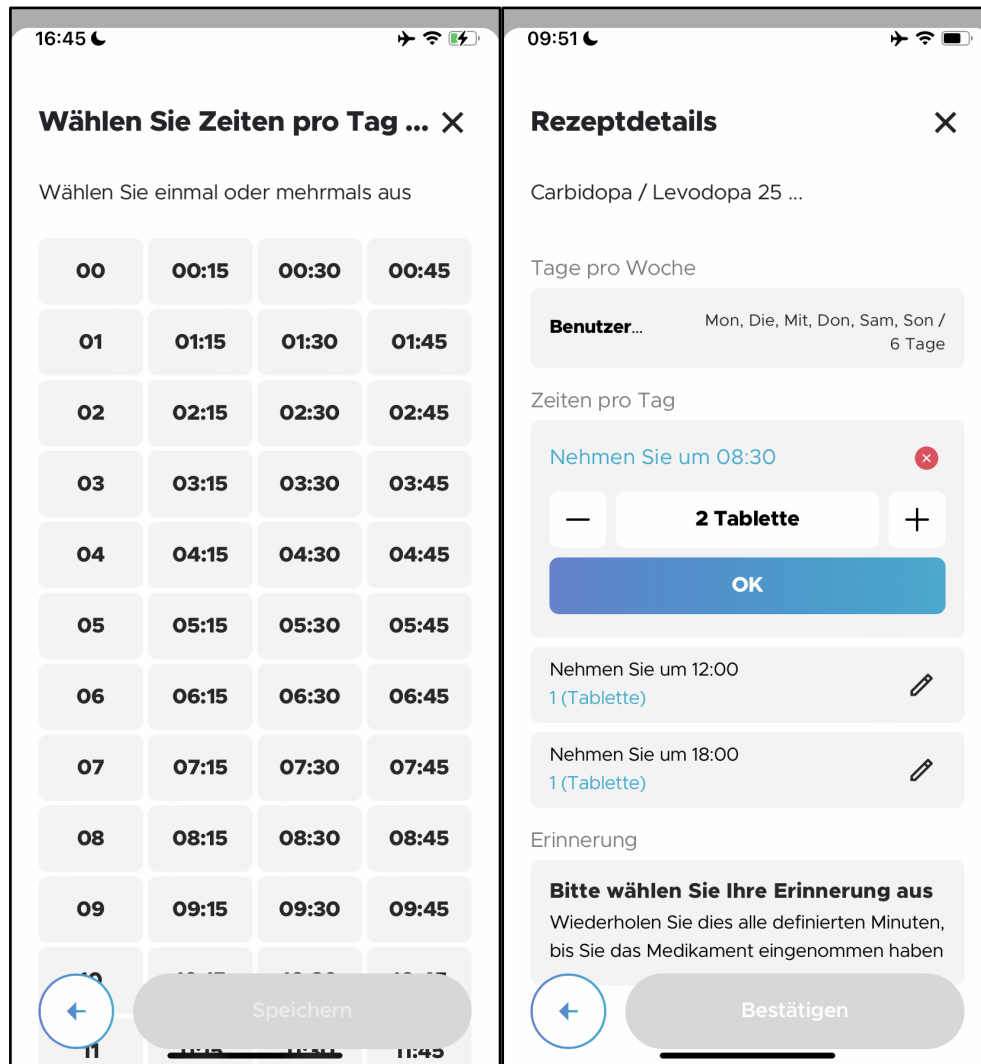 16:45
Wählen Sie Zeiten pro Tag ...
Wählen Sie einmal oder mehrmals aus
00 00:15 00:30 00:45
01 01:15 01:30 01:45
02 02:15 02:30 02:45
03 03:15 03:30 03:45
04 04:15 04:30 04:45
05 05:15 05:30 05:45
06 06:15 06:30 06:45
07 07:15 07:30 07:45
08 08:15 08:30 08:45
09 09:15 09:30 09:45
Speichern
11 11:45
09:51
Rezeptdetails
Carbidopa / Levodopa 25 ...
Tage pro Woche
Benutzer...
Mon, Die, Mit, Don, Sam, Son /
6 Tage
Zeiten pro Tag
Nehmen Sie um 08:30
2 Tablette
OK
Nehmen Sie um 12:00
1 (Tablette)
Nehmen Sie um 18:00
1 (Tablette)
Erinnerung
Bitte wählen Sie Ihre Erinnerung aus
Wiederholen Sie dies alle definierten Minuten,
bis Sie das Medikament eingenommen haben
Bestätigen